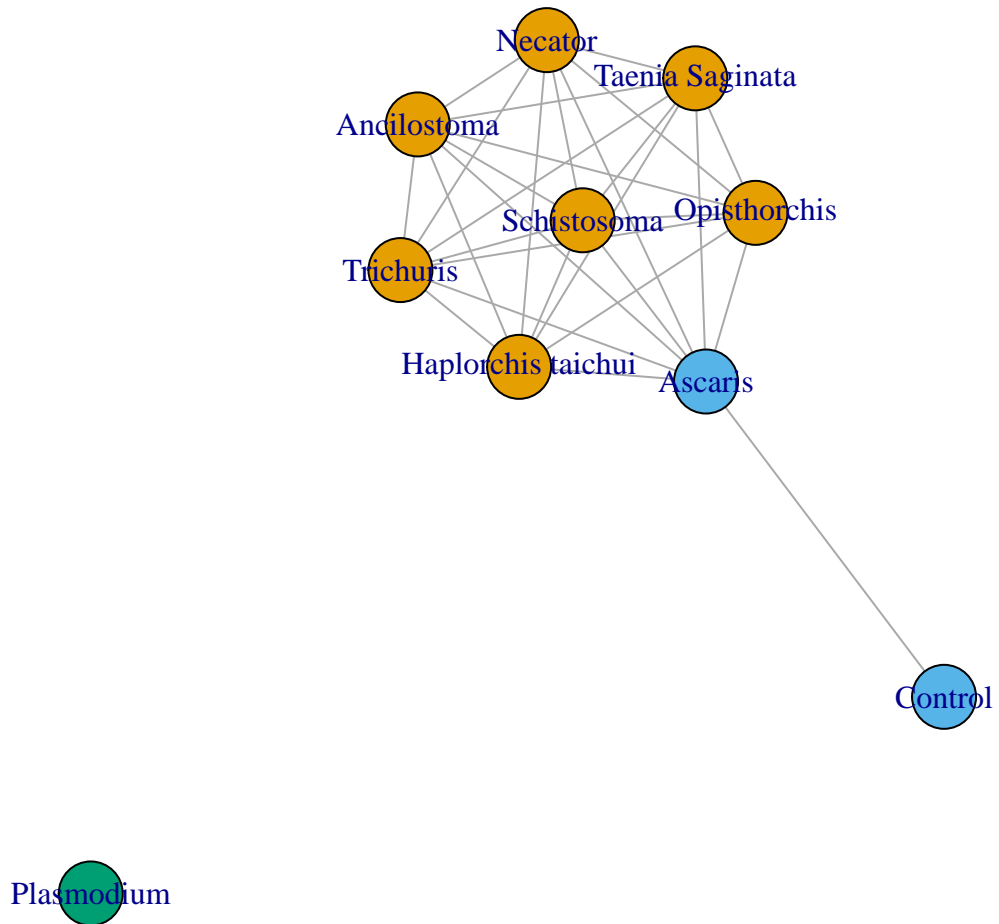 Necator
Taenia Saginata
Ancilostoma
Opisthorchis
Schistosoma
Trichuris
Haplorchis taichui
Ascaris
Control
Plasmodium